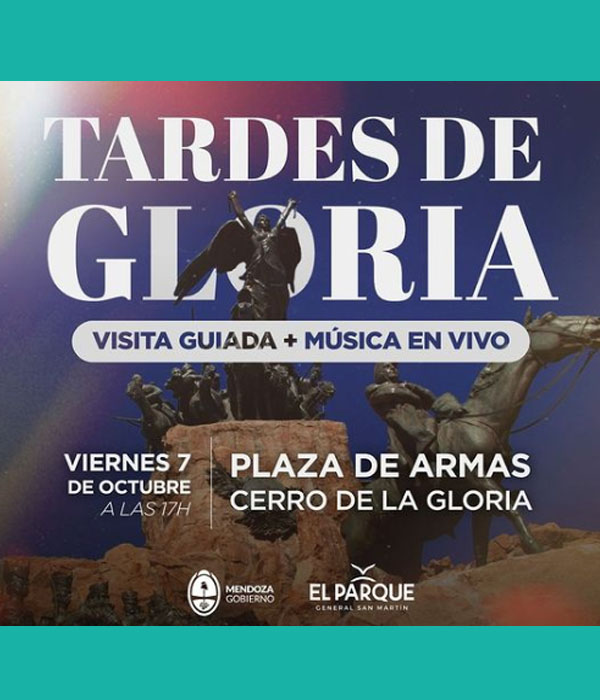 TARDES DE
GLORIA
VISITA GUIADA + MÚSICA EN VIVO
VIERNES 7
DE OCTUBRE
A LAS 17H
PLAZA DE ARMAS
CERRO DE LA GLORIA
MENDOZA
GOBIERNO
EL PARQUE
GENERAL SAN MARTÍN